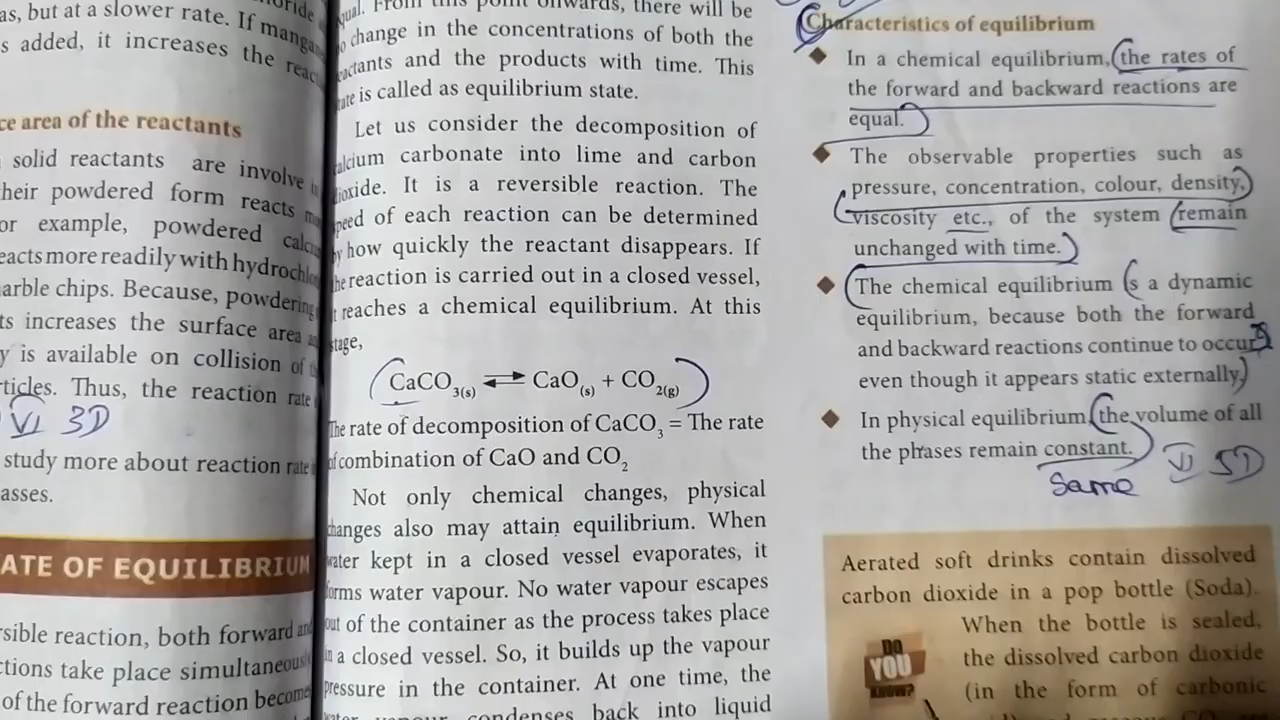 as, but at a slower rate. If
s added, it increases the
ce area of the reactants
solid reactants are involve
their powdered form reacts
or example, powdered
eacts more readily with
arble chips. Because, powdering
ts increases the surface area
y is available on collision of
rticles. Thus, the reaction rate
VI 3D
study more about reaction rate
asses.
ATE OF EQUILIBRIUM
rsible reaction, both forward and
ctions take place simultaneous
of the forward reaction become
qual. From this point onwards, there will be
change in the concentrations of both the
eactants and the products with time. This
tate is called as equilibrium state.
Let us consider the decomposition of
alcium carbonate into lime and carbon
ioxide. It is a reversible reaction. The
peed of each reaction can be determined
by how quickly the reactant disappears. If
he reaction is carried out in a closed vessel,
t reaches a chemical equilibrium. At this
stage,
CaCO3(s) ⇌ CaO(s) + CO2(g)
The rate of decomposition of CaCO3 = The rate
of combination of CaO and CO2
Not only chemical changes, physical
hanges also may attain equilibrium. When
water kept in a closed vessel evaporates, it
forms water vapour. No water vapour escapes
out of the container as the process takes place
in a closed vessel. So, it builds up the vapour
pressure in the container. At one time, the
water vapour condenses back into liquid
Characteristics of equilibrium
In a chemical equilibrium, the rates of
the forward and backward reactions are
equal.
The observable properties such as
pressure, concentration, colour, density,
viscosity etc., of the system remain
unchanged with time.
The chemical equilibrium is a dynamic
equilibrium, because both the forward
and backward reactions continue to occur
even though it appears static externally.
In physical equilibrium, the volume of all
the phrases remain constant.
Same
5D
Aerated soft drinks contain dissolved
carbon dioxide in a pop bottle (Soda).
When the bottle is sealed,
the dissolved carbon dioxide
(in the form of carbonic
DO
YOU
KNOW?